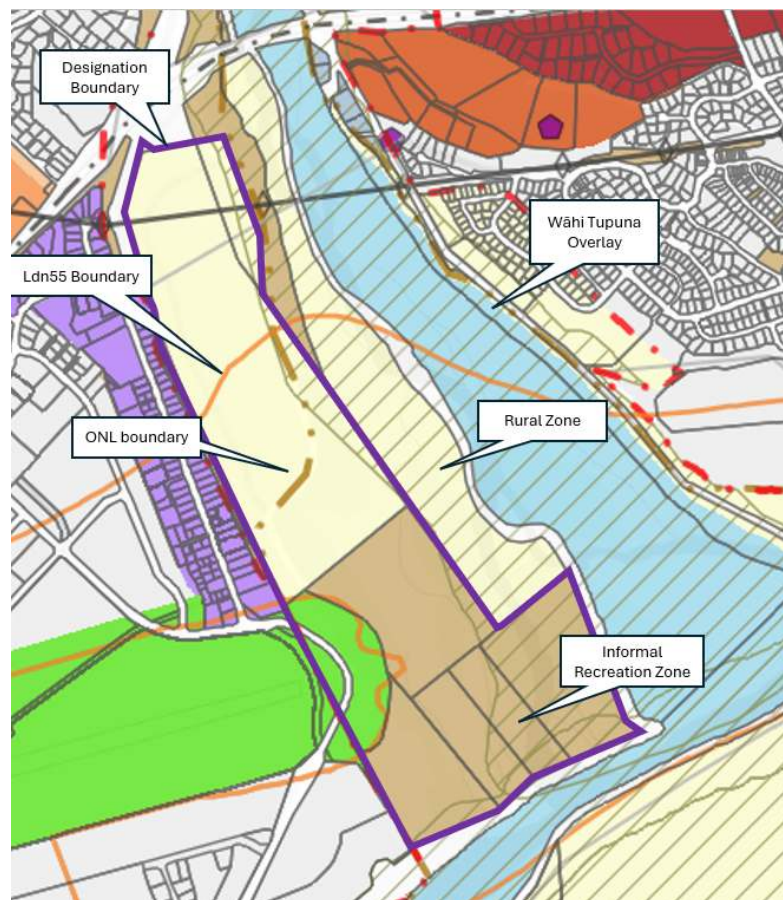 Designation
Boundary
Wāhi Tupuna
Overlay
Ldn55 Boundary
ONL boundary
Rural Zone
Informal
Recreation Zone